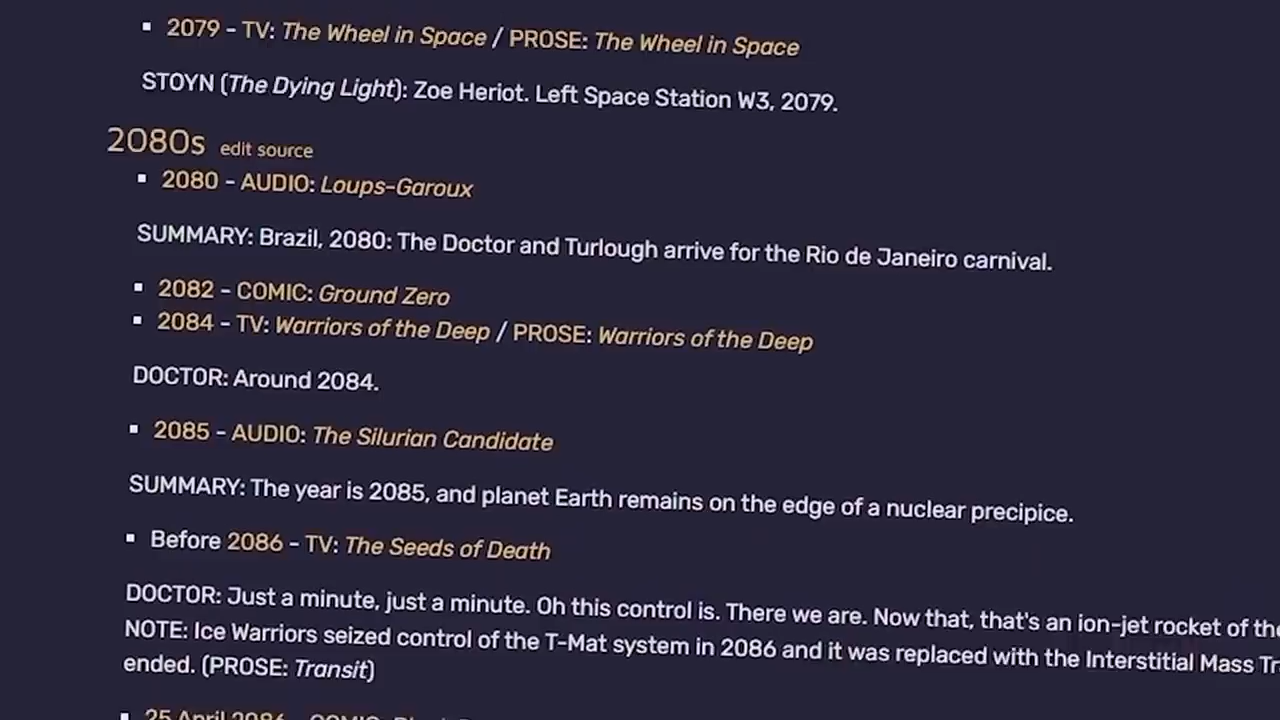 2079 - TV: The Wheel in Space / PROSE: The Wheel in Space
STOYN (The Dying Light): Zoe Heriot. Left Space Station W3, 2079.
2080s edit source
2080 - AUDIO: Loups-Garoux
SUMMARY: Brazil, 2080: The Doctor and Turlough arrive for the Rio de Janeiro carnival.
2082 - COMIC: Ground Zero
2084 - TV: Warriors of the Deep / PROSE: Warriors of the Deep
DOCTOR: Around 2084.
2085 - AUDIO: The Silurian Candidate
SUMMARY: The year is 2085, and planet Earth remains on the edge of a nuclear precipice.
Before 2086 - TV: The Seeds of Death
DOCTOR: Just a minute, just a minute. Oh this control is. There we are. Now that, that's an ion-jet rocket of the
NOTE: Ice Warriors seized control of the T-Mat system in 2086 and it was replaced with the Interstitial Mass
ended. (PROSE: Transit)
25 April 2086 - COMIC: